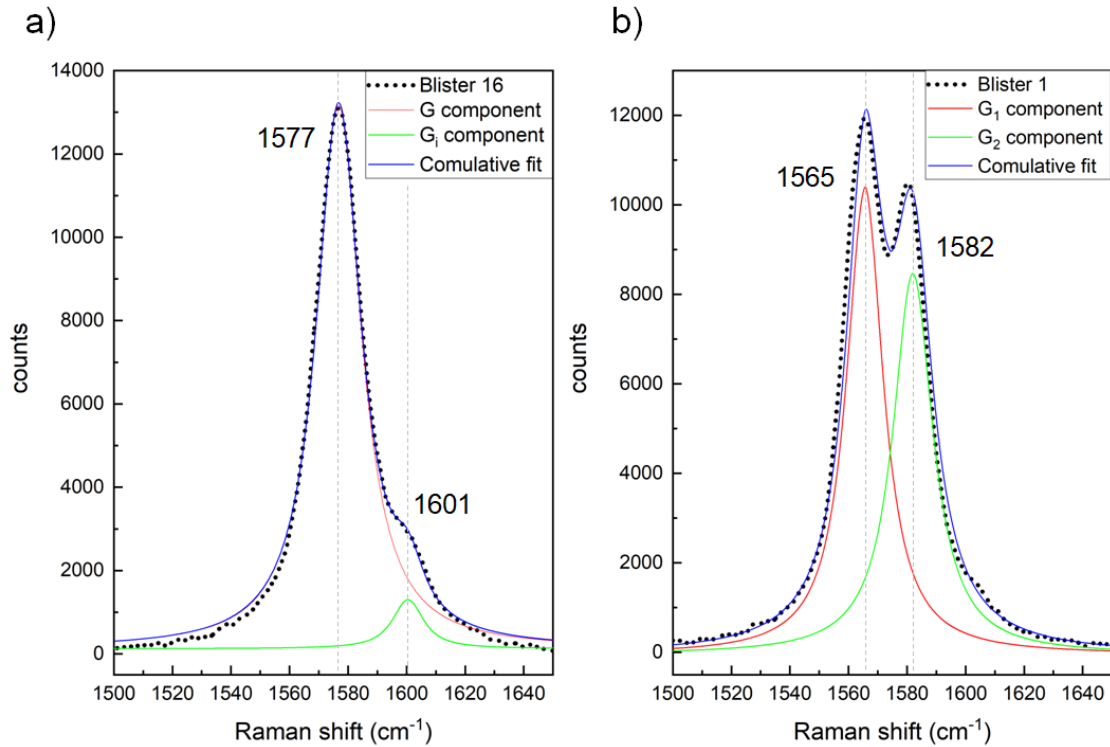 a)
14000
12000
10000
8000
6000
4000
2000
0
counts
1500 1520 1540 1560 1580 1600 1620 1640
Raman shift (cm⁻¹)
Blister 16
G component
Gᵢ component
Comulative fit
1577
1601
b)
12000
10000
8000
6000
4000
2000
0
counts
1500 1520 1540 1560 1580 1600 1620 1640
Raman shift (cm⁻¹)
Blister 1
G₁ component
G₂ component
Comulative fit
1565
1582